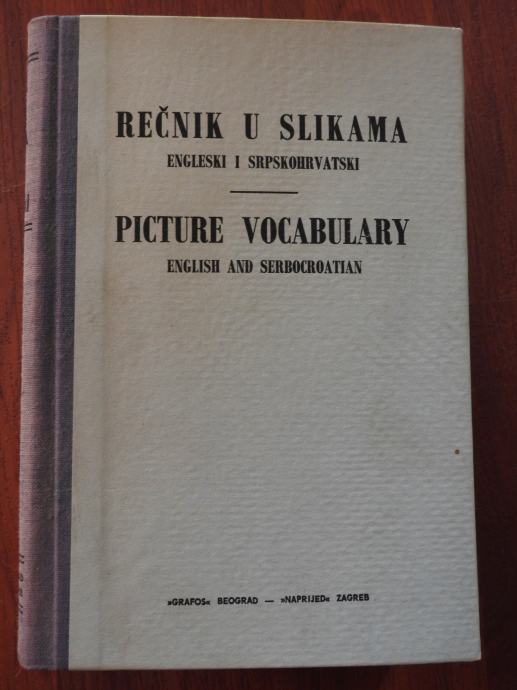 REČNIK U SLIKAMA
ENGLESKI I SRPSKOHRVATSKI
PICTURE VOCABULARY
ENGLISH AND SERBOCROATIAN
»GRAFOS« BEOGRAD — »NAPRIJED« ZAGREB